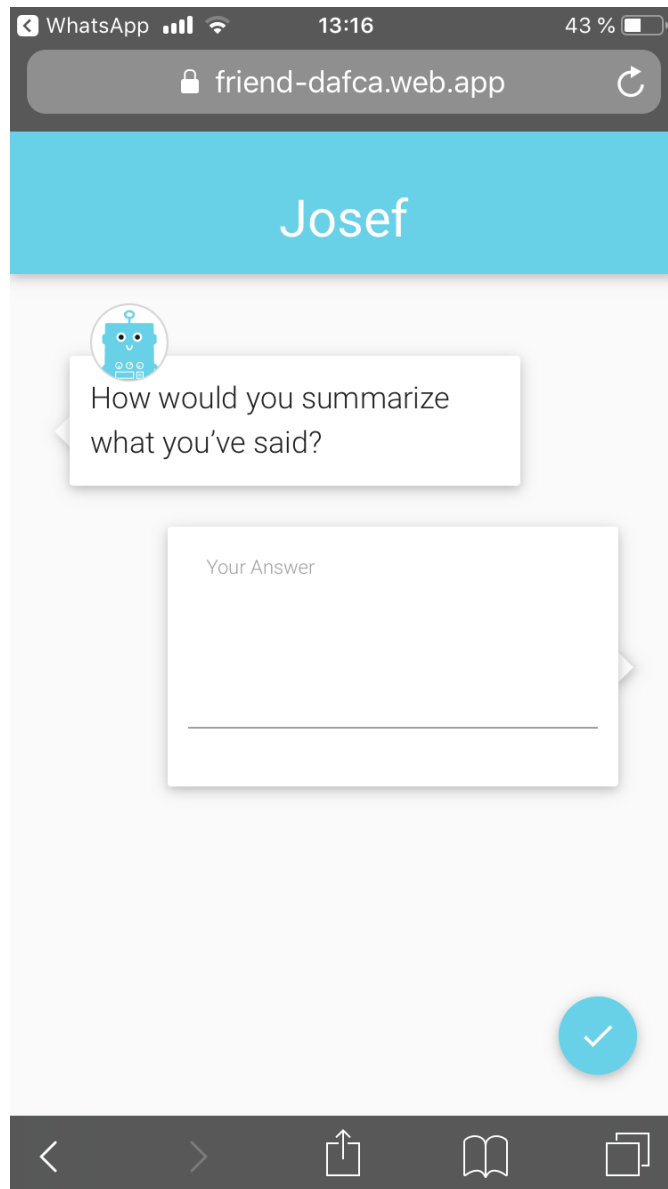 WhatsApp 13:16 43 %
friend-dafca.web.app
Josef
How would you summarize
what you’ve said?
Your Answer